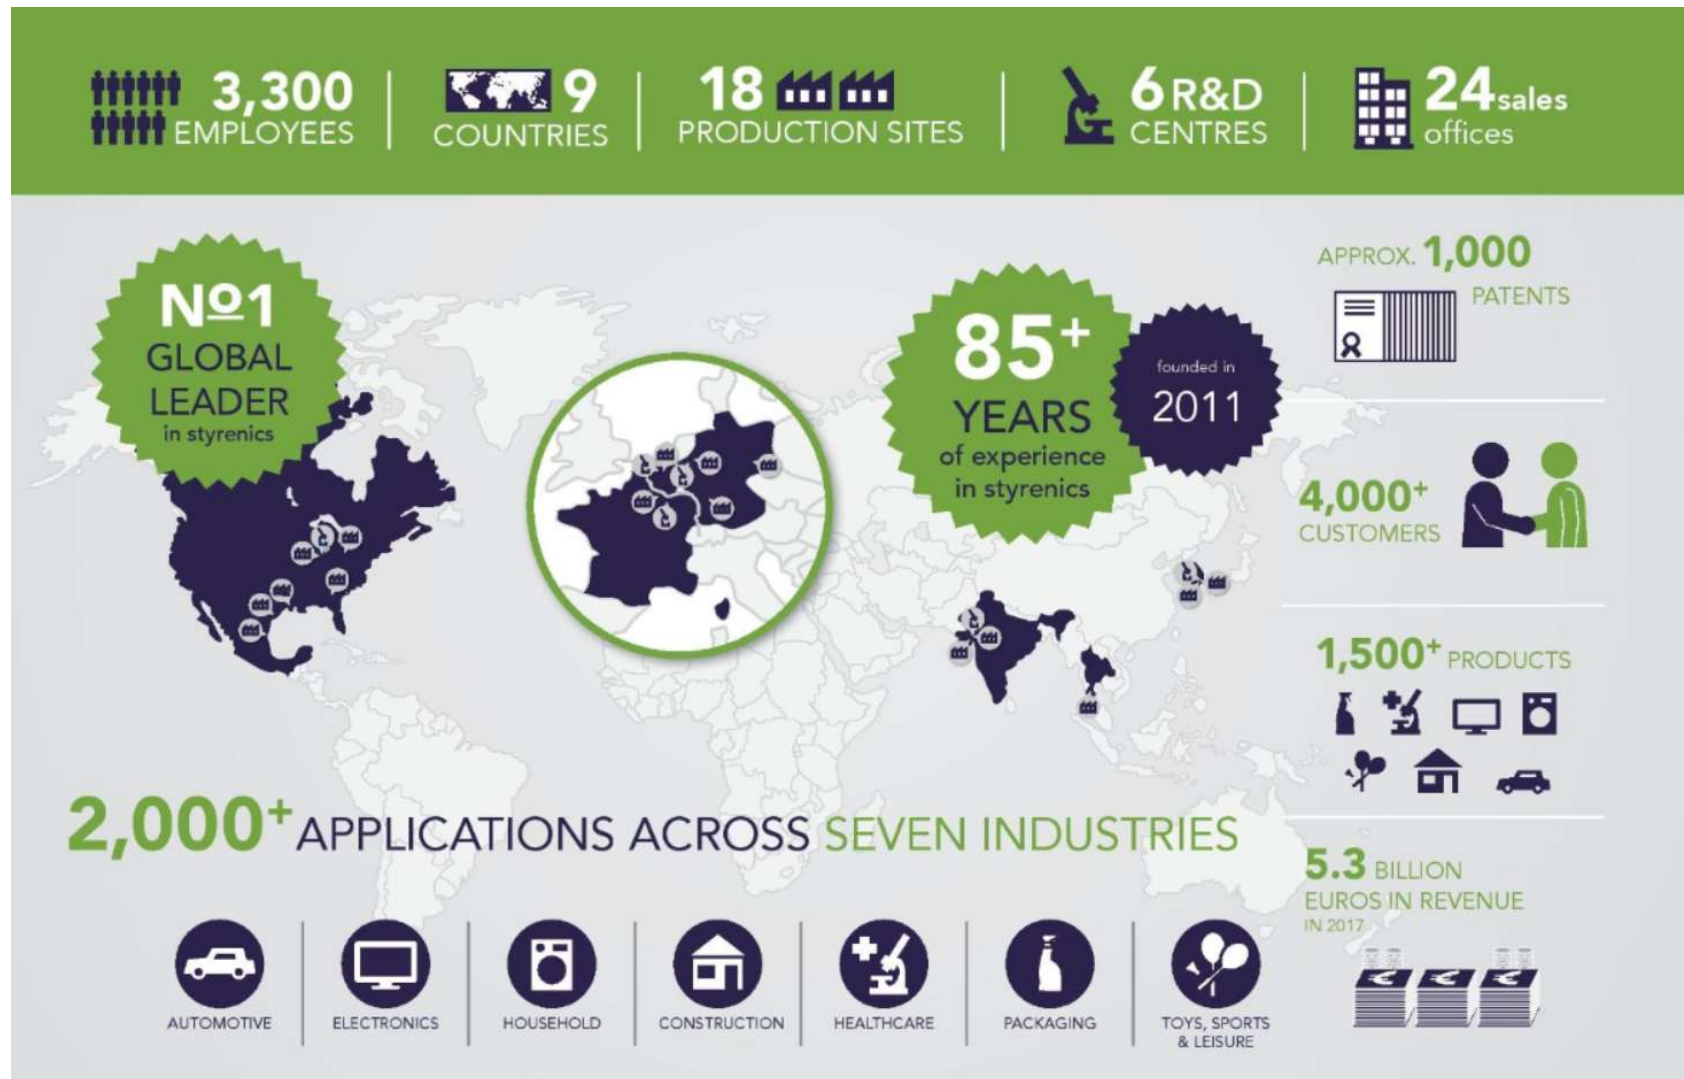 3,300
EMPLOYEES
9
COUNTRIES
18
PRODUCTION SITES
6 R&D
CENTRES
24 sales
offices
Nº1
GLOBAL
LEADER
in styrenics
85+
YEARS
of experience
in styrenics
founded in
2011
APPROX. 1,000
PATENTS
4,000+
CUSTOMERS
1,500+ PRODUCTS
2,000+ APPLICATIONS ACROSS SEVEN INDUSTRIES
5.3 BILLION
EUROS IN REVENUE
IN 2017
AUTOMOTIVE
ELECTRONICS
HOUSEHOLD
CONSTRUCTION
HEALTHCARE
PACKAGING
TOYS, SPORTS
& LEISURE